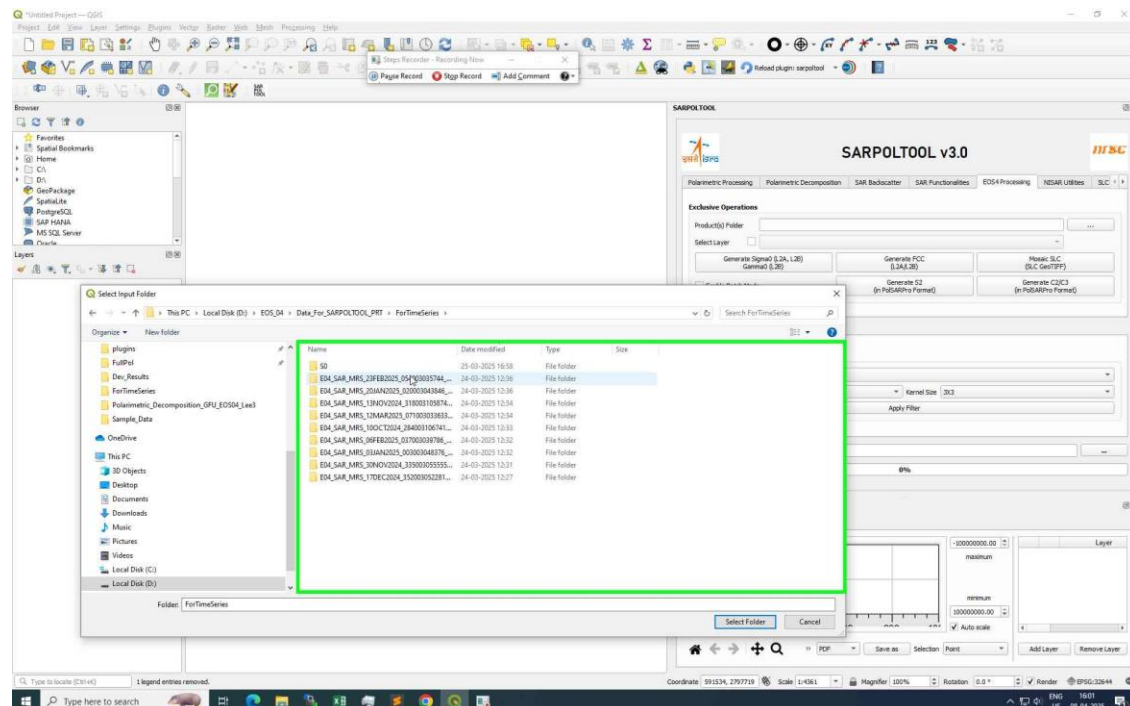 *Untitled Project — QGIS
Project Edit View Layer Settings Plugins Vector Raster Web Mesh Processing Help
Steps Recorder - Recording Now
Pause Record Stop Record Add Comment
Reload plugin: sarpoltool
Browser
Favorites
Spatial Bookmarks
Home
C:\
D:\
GeoPackage
SpatiaLite
PostgreSQL
SAP HANA
MS SQL Server
Oracle
Layers
SARPOLTOOL
SARPOLTOOL v3.0
इसरो isro
nrsc
Polarimetric Processing Polarimetric Decomposition SAR Backscatter SAR Functionalities EOS4 Processing NISAR Utilities SLC
Exclusive Operations
Product(s) Folder ...
Select Layer
Generate Sigma0 (L2A, L2B) Gamma0 (L2B)
Generate FCC (L2A/L2B)
Mosaic SLC (SLC GeoTIFF)
Generate S2 (in PolSARPro Format)
Generate C2/C3 (in PolSARPro Format)
Kernel Size 3X3
Apply Filter
...
0%
Select Input Folder
This PC > Local Disk (D:) > EOS_04 > Data_For_SARPOLTOOL_PRT > ForTimeSeries >
Search ForTimeSeries
Organize New folder
plugins
FullPol
Dev_Results
ForTimeSeries
Polarimetric_Decomposition_GFU_EOS04_Lee3
Sample_Data
OneDrive
This PC
3D Objects
Desktop
Documents
Downloads
Music
Pictures
Videos
Local Disk (C:)
Local Disk (D:)
Name Date modified Type Size
S0 25-03-2025 16:58 File folder
E04_SAR_MRS_23FEB2025_054003035744_... 24-03-2025 12:36 File folder
E04_SAR_MRS_20JAN2025_020003043846_... 24-03-2025 12:36 File folder
E04_SAR_MRS_13NOV2024_318003105874... 24-03-2025 12:34 File folder
E04_SAR_MRS_12MAR2025_071003033633... 24-03-2025 12:34 File folder
E04_SAR_MRS_10OCT2024_284003106741... 24-03-2025 12:33 File folder
E04_SAR_MRS_06FEB2025_037003039786_... 24-03-2025 12:32 File folder
E04_SAR_MRS_03JAN2025_003003048376_... 24-03-2025 12:32 File folder
E04_SAR_MRS_30NOV2024_335003055555... 24-03-2025 12:31 File folder
E04_SAR_MRS_17DEC2024_352003052281... 24-03-2025 12:27 File folder
Folder: ForTimeSeries
Select Folder Cancel
-100000000.00 Layer
maximum
minimum
100000000.00
Auto scale
PDF Save as Selection Point Add Layer Remove Layer
Type to locate (Ctrl+K) 1 legend entries removed.
Coordinate 591534, 2797719 Scale 1:4361 Magnifier 100% Rotation 0.0 ° Render EPSG:32644
Type here to search
ENG 16:01